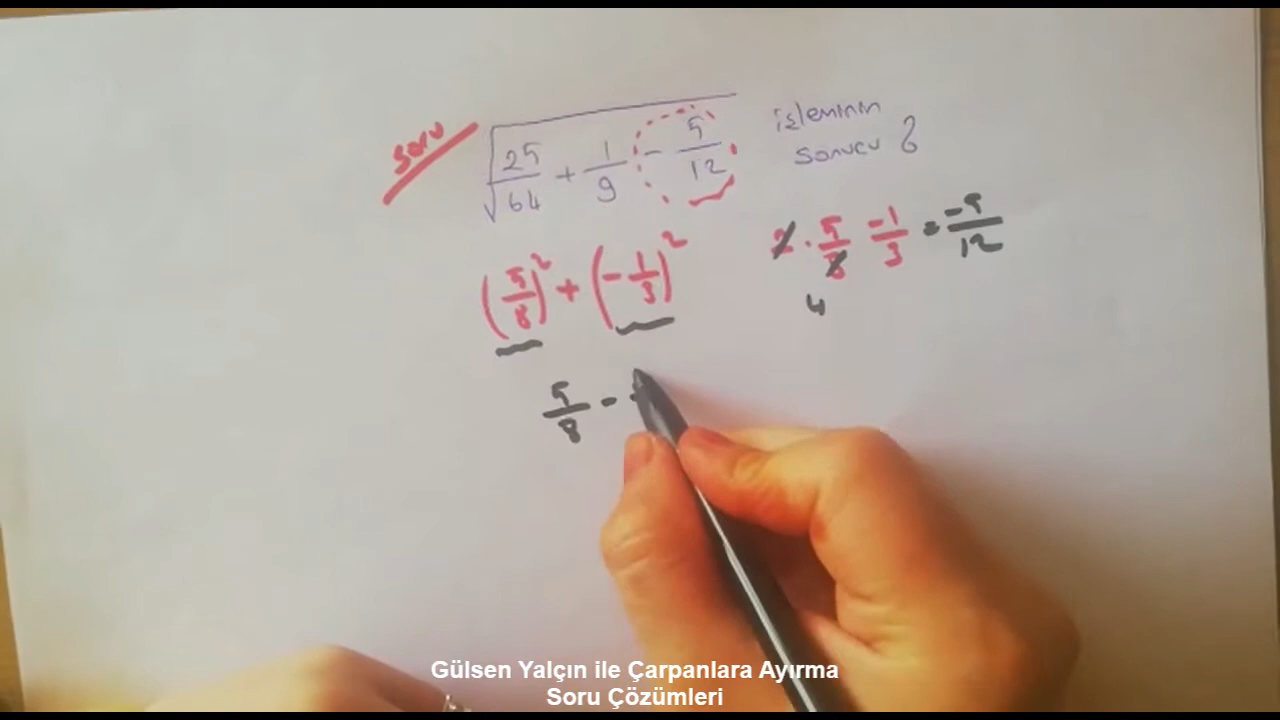 soru
√(25/64 + 1/9 - 5/12) işleminin
sonucu ?
(5/8)² + (-1/3)²
2 · 5/8 -1/3 = -5/12
4
5/8 -
Gülsen Yalçın ile Çarpanlara Ayırma
Soru Çözümleri